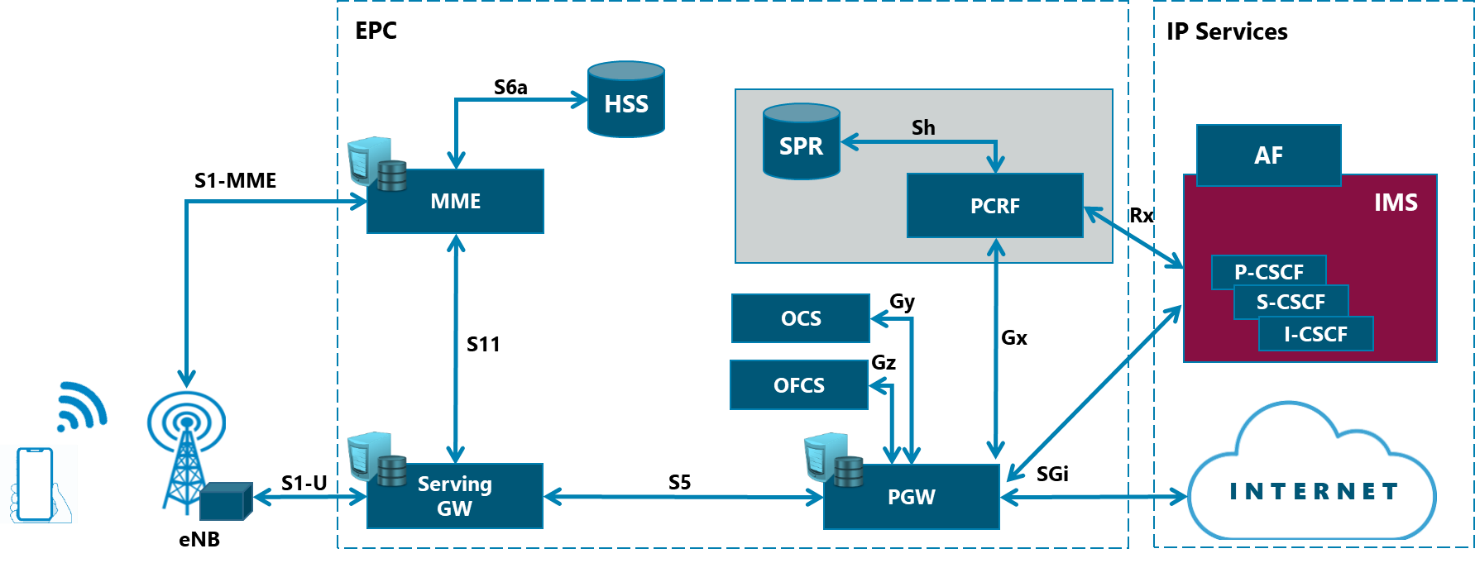 EPC
IP Services
S6a
HSS
SPR
Sh
AF
S1-MME
MME
PCRF
Rx
IMS
P-CSCF
S-CSCF
I-CSCF
OCS
Gy
S11
Gx
OFCS
Gz
S1-U
Serving
GW
S5
PGW
SGi
INTERNET
eNB